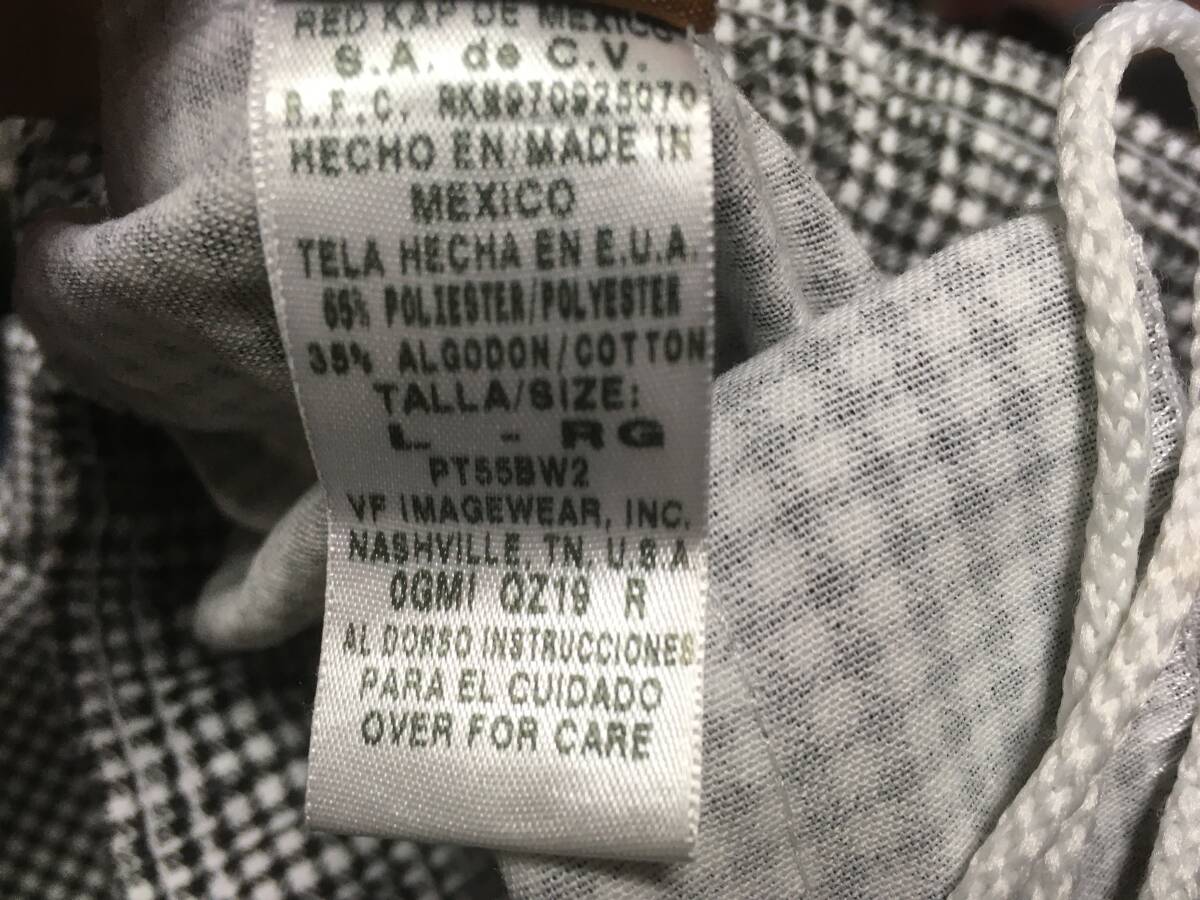 RED KAP DE MEXICO
S.A. de C.V.
R.F.C. RKM970925070
HECHO EN/MADE IN
MEXICO
TELA HECHA EN E.U.A.
65% POLIESTER/POLYESTER
35% ALGODON/COTTON
TALLA/SIZE:
L - RG
PT55BW2
VF IMAGEWEAR, INC.
NASHVILLE, TN. U.S.A
0GMI QZ19 R
AL DORSO INSTRUCCIONES
PARA EL CUIDADO
OVER FOR CARE